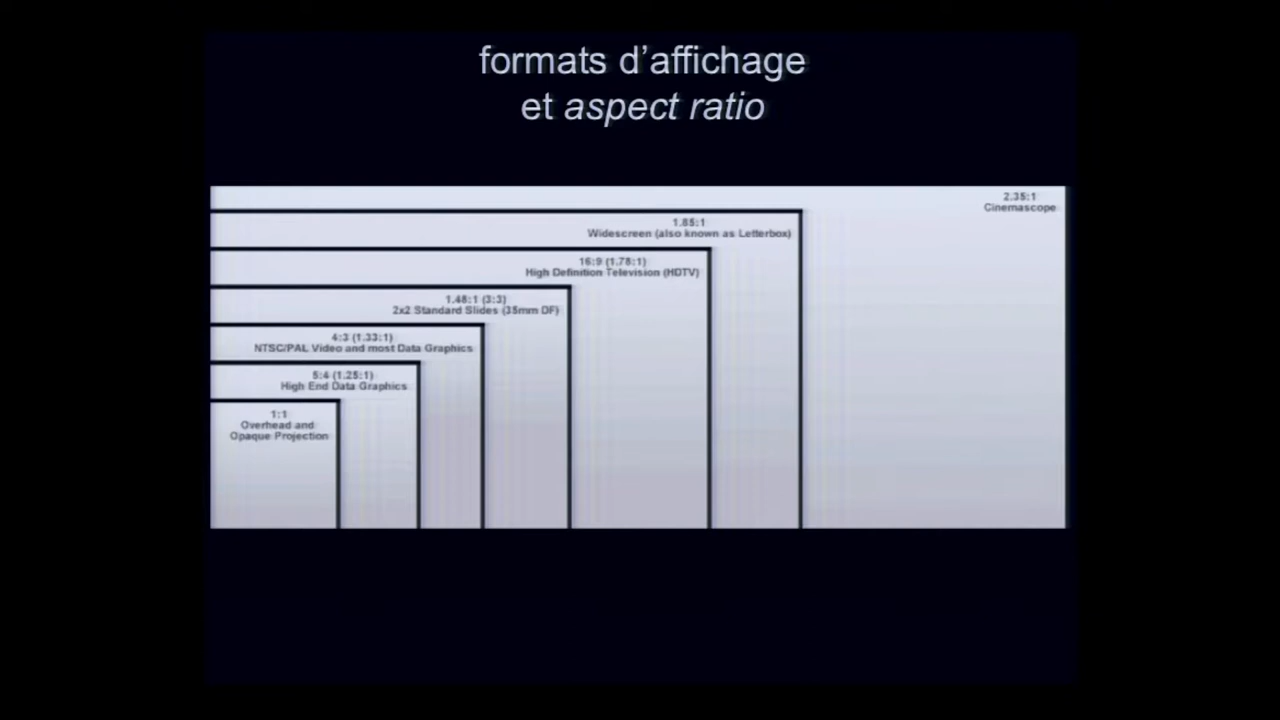 formats d’affichage
et aspect ratio
2.35:1
Cinemascope
1.85:1
Widescreen (also known as Letterbox)
16:9 (1.78:1)
High Definition Television (HDTV)
1.48:1 (3:3)
2x2 Standard Slides (35mm DF)
4:3 (1.33:1)
NTSC/PAL Video and most Data Graphics
5:4 (1.25:1)
High End Data Graphics
1:1
Overhead and
Opaque Projection